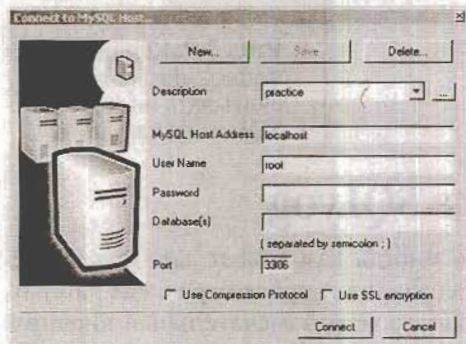 Connect to MySQL Host...
New... Save Delete...
Description practice ...
MySQL Host Address localhost
User Name root
Password
Database(s)
( separated by semicolon ; )
Port 3306
Use Compression Protocol Use SSL encryption
Connect Cancel